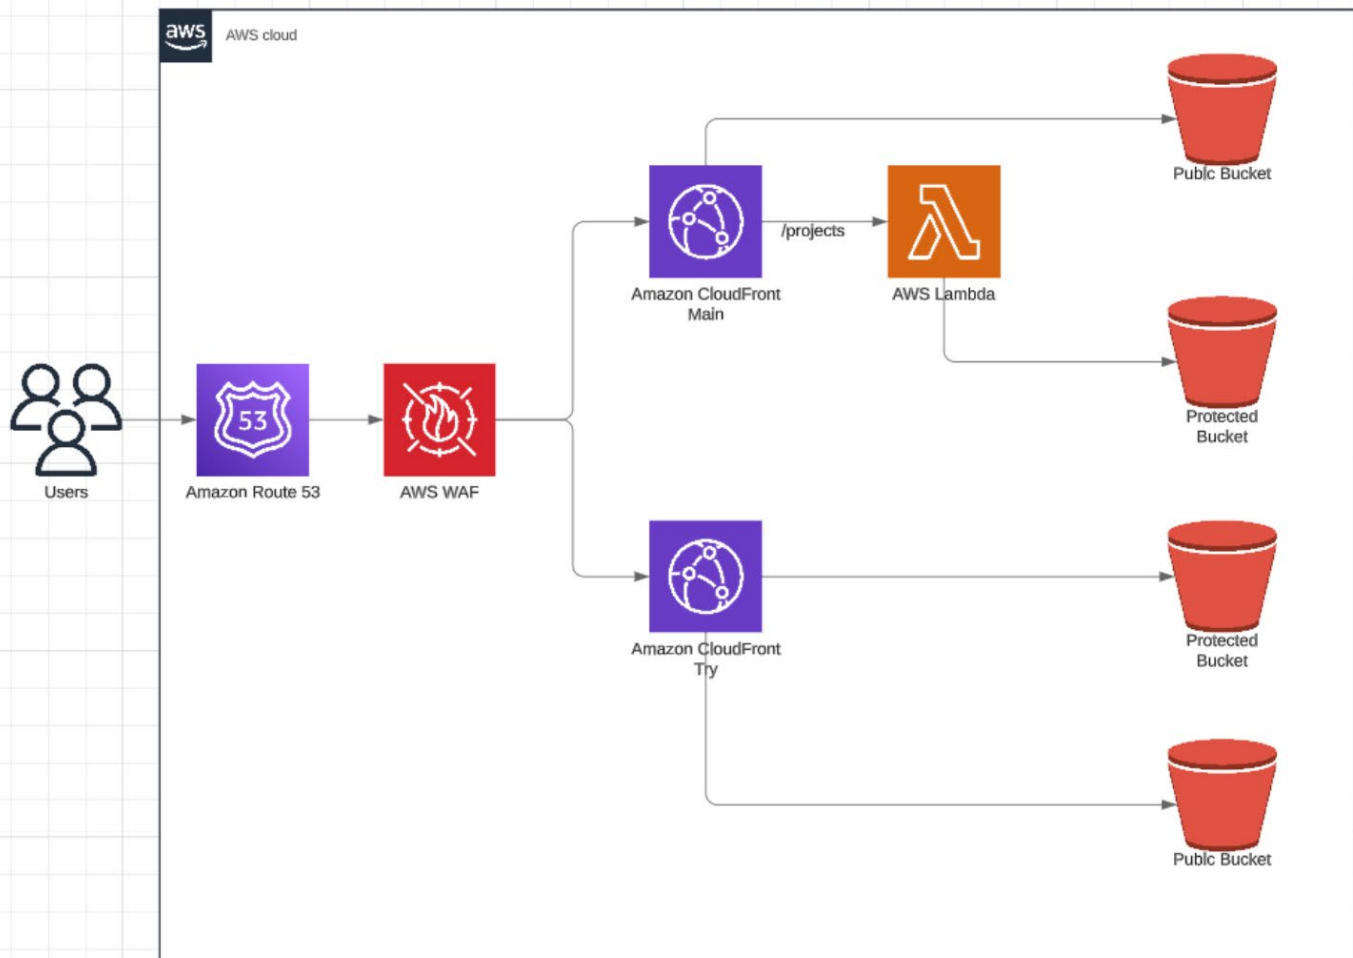 aws
AWS cloud
Publc Bucket
/projects
Amazon CloudFront
Main
AWS Lambda
Protected
Bucket
53
Users
Amazon Route 53
AWS WAF
Amazon CloudFront
Try
Protected
Bucket
Publc Bucket